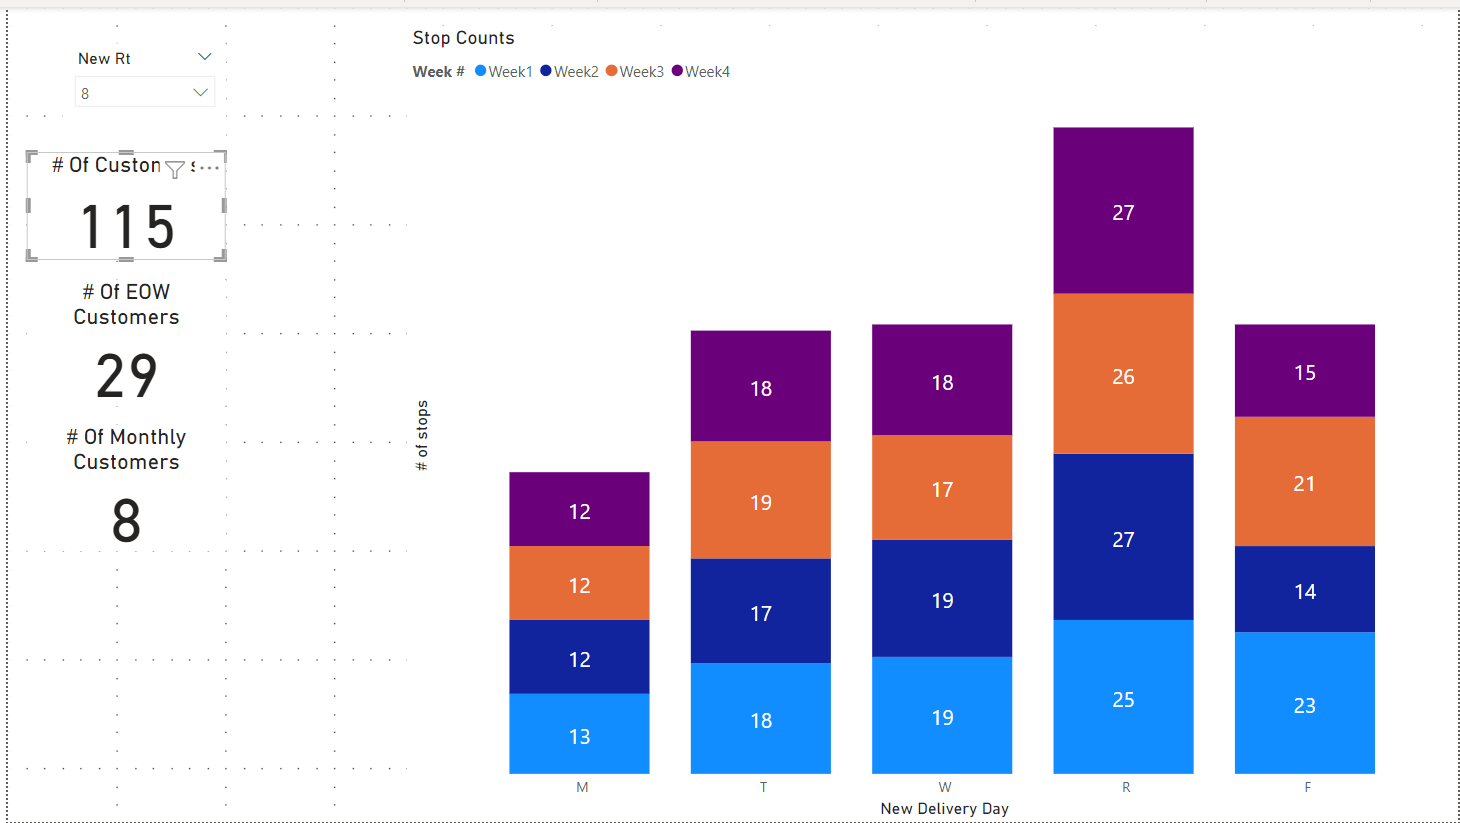 New Rt
8
# Of Custom s
115
# Of EOW
Customers
29
# Of Monthly
Customers
8
Stop Counts
Week # Week1 Week2 Week3 Week4
# of stops
12 18 18 27 15
12 19 17 26 21
12 17 19 27 14
13 18 19 25 23
M T W R F
New Delivery Day